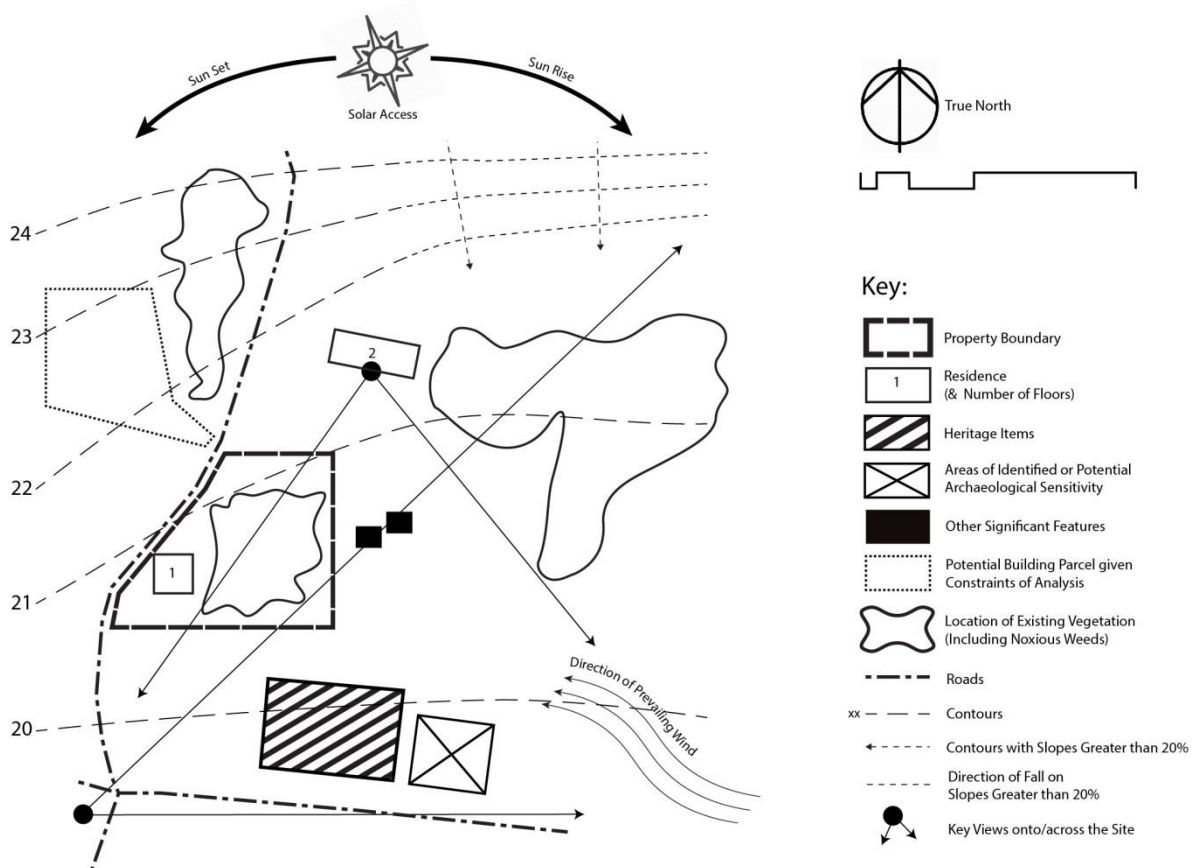 Sun Set
Sun Rise
Solar Access
True North
24
23
22
21
20
2
1
Direction of Prevailing Wind
Key:
Property Boundary
1
Residence
(& Number of Floors)
Heritage Items
Areas of Identified or Potential
Archaeological Sensitivity
Other Significant Features
Potential Building Parcel given
Constraints of Analysis
Location of Existing Vegetation
(Including Noxious Weeds)
Roads
xx
Contours
Contours with Slopes Greater than 20%
Direction of Fall on
Slopes Greater than 20%
Key Views onto/across the Site